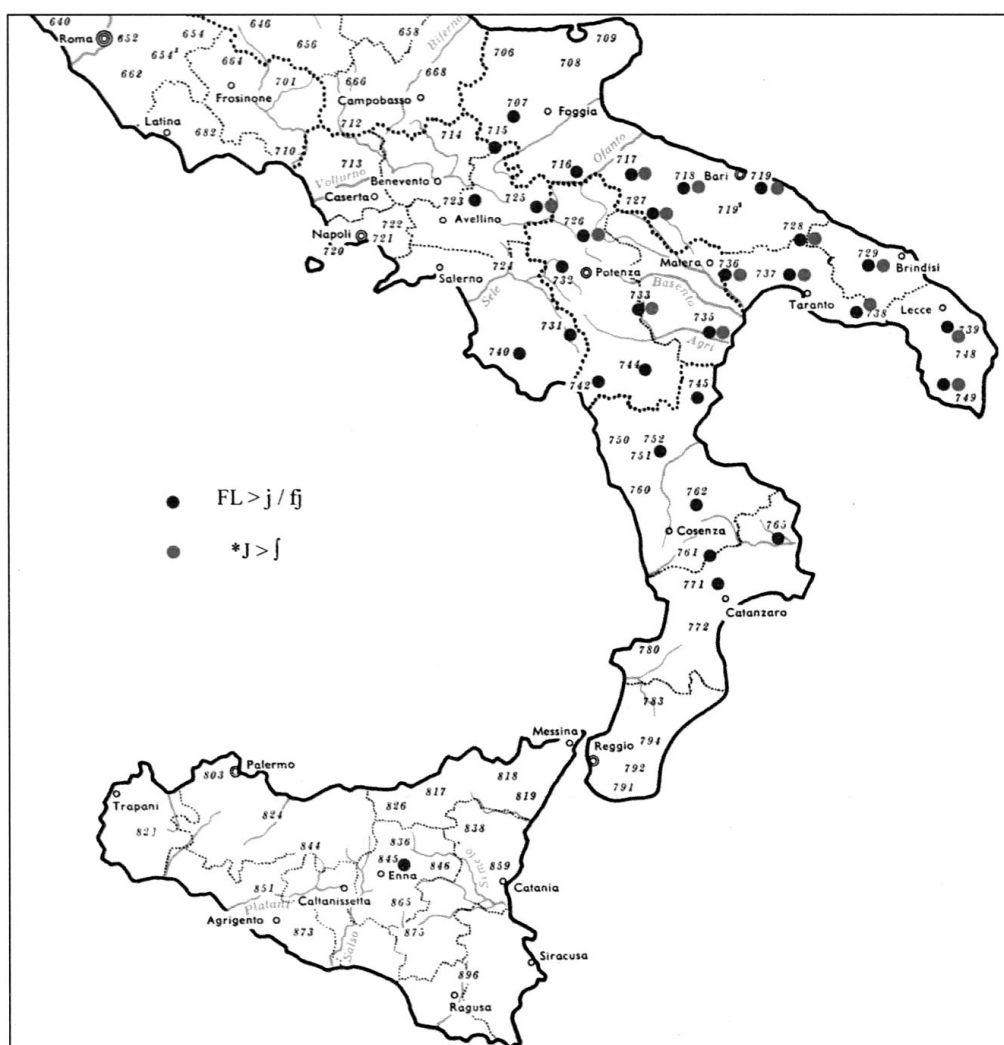 640 646 658 Biferno 706 709
Roma 652 654 656 708
654² 664 666 668
662 701
Frosinone Campobasso 707 Foggia
Latina 712 714 715
682 710 Ofanto
713 716 717 Bari
Volturno Benevento 718 719
Caserta 723 725 727 719²
722 Avellino 726 728
Napoli 721 729
720 Matera 736 Brindisi
724 Potenza 737
Salerno 732 Basento Taranto
Sele 733 738 Lecce
731 735 739
740 Agri 748
744
742 745 749
750 752
751
760 762
FL > j / fj
Cosenza 765
*J > ʃ
761
771
Catanzaro
772
780
783
Messina Reggio 794
803 Palermo 818 792
Trapani 817 791
826 819
821 824 838
844 836
845 846 Simeto 859
Enna Catania
851 Caltanissetta
Platani 865
Agrigento
873 Salso 875
Siracusa
896
Ragusa